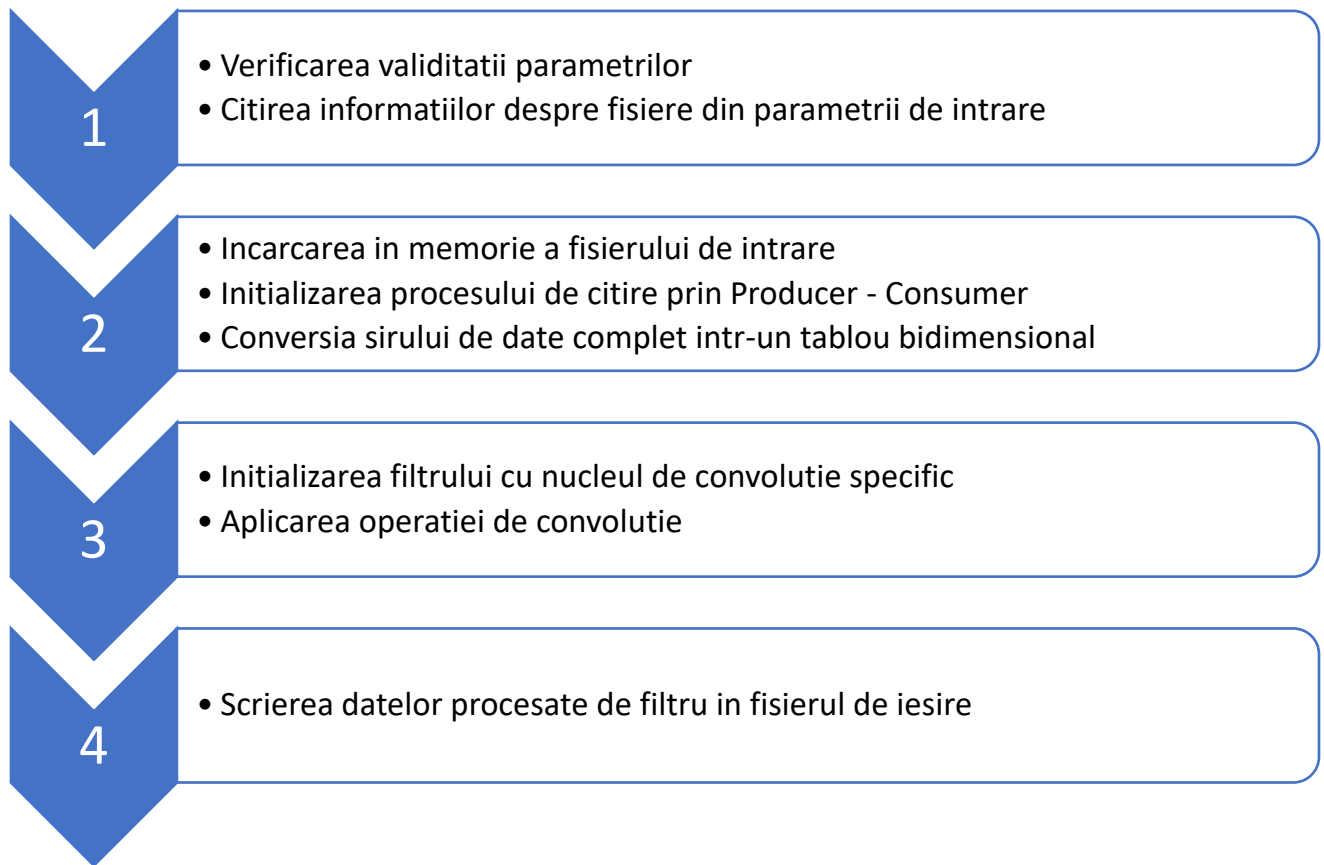 1
• Verificarea validitatii parametrilor
• Citirea informatiilor despre fisiere din parametrii de intrare
2
• Incarcarea in memorie a fisierului de intrare
• Initializarea procesului de citire prin Producer - Consumer
• Conversia sirului de date complet intr-un tablou bidimensional
3
• Initializarea filtrului cu nucleul de convolutie specific
• Aplicarea operatiei de convolutie
4
• Scrierea datelor procesate de filtru in fisierul de iesire